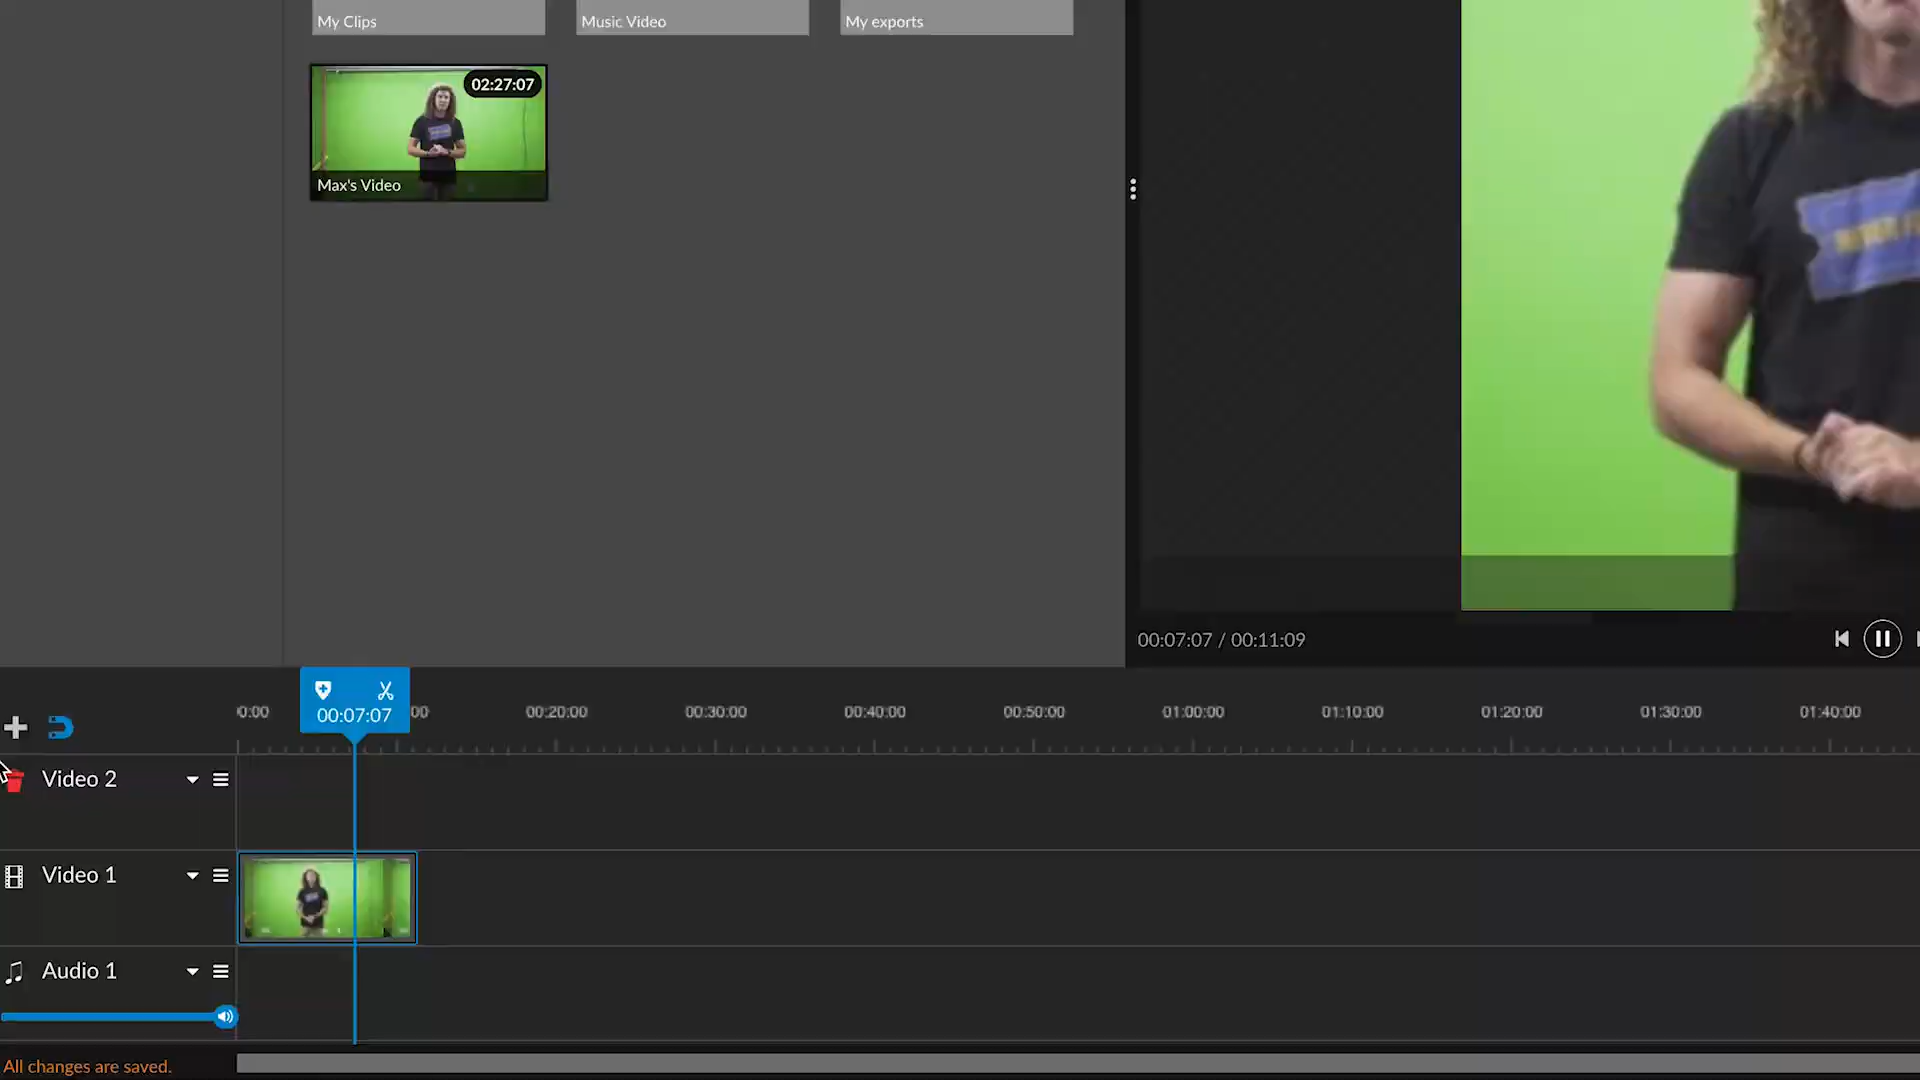 My Clips
Music Video
My exports
02:27:07
Max's Video
00:07:07 / 00:11:09
00:07:07
0:00
00
00:20:00
00:30:00
00:40:00
00:50:00
01:00:00
01:10:00
01:20:00
01:30:00
01:40:00
Video 2
Video 1
Audio 1
All changes are saved.